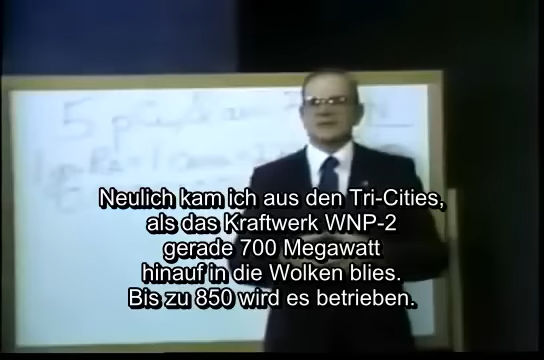 5
Neulich kam ich aus den Tri-Cities,
als das Kraftwerk WNP-2
gerade 700 Megawatt
hinauf in die Wolken blies.
Bis zu 850 wird es betrieben.